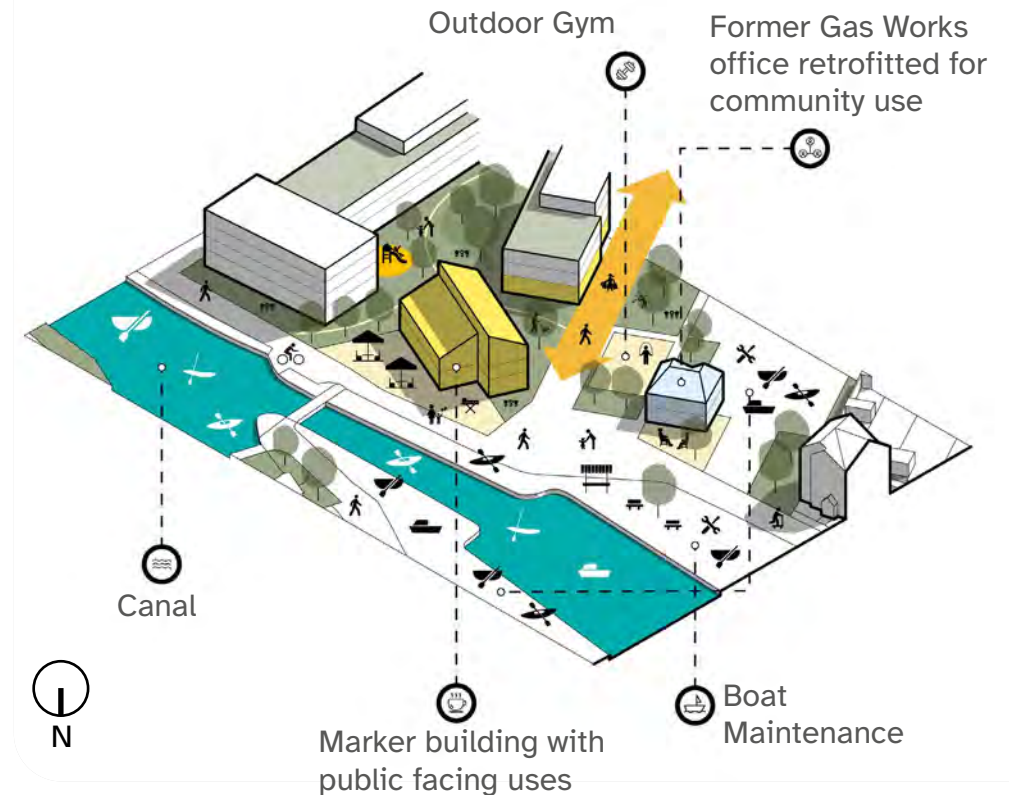 Outdoor Gym
Former Gas Works
office retrofitted for
community use
Canal
N
Marker building with
public facing uses
Boat
Maintenance